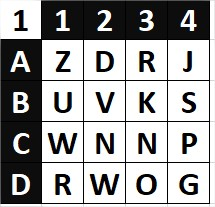 1 1 2 3 4
A Z D R J
B U V K S
C W N N P
D R W O G